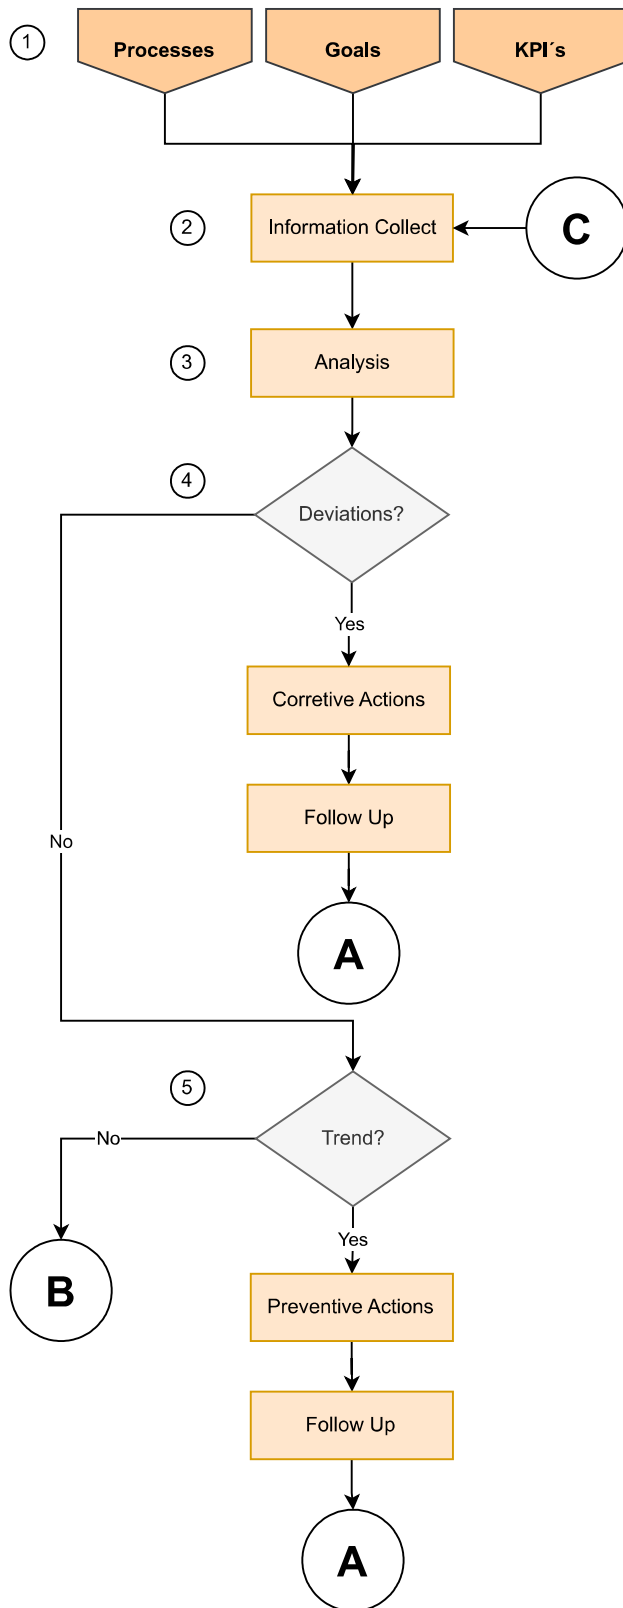 1
Processes
Goals
KPI´s
2
Information Collect
C
3
Analysis
4
Deviations?
Yes
Corretive Actions
Follow Up
No
A
5
Trend?
No
Yes
B
Preventive Actions
Follow Up
A